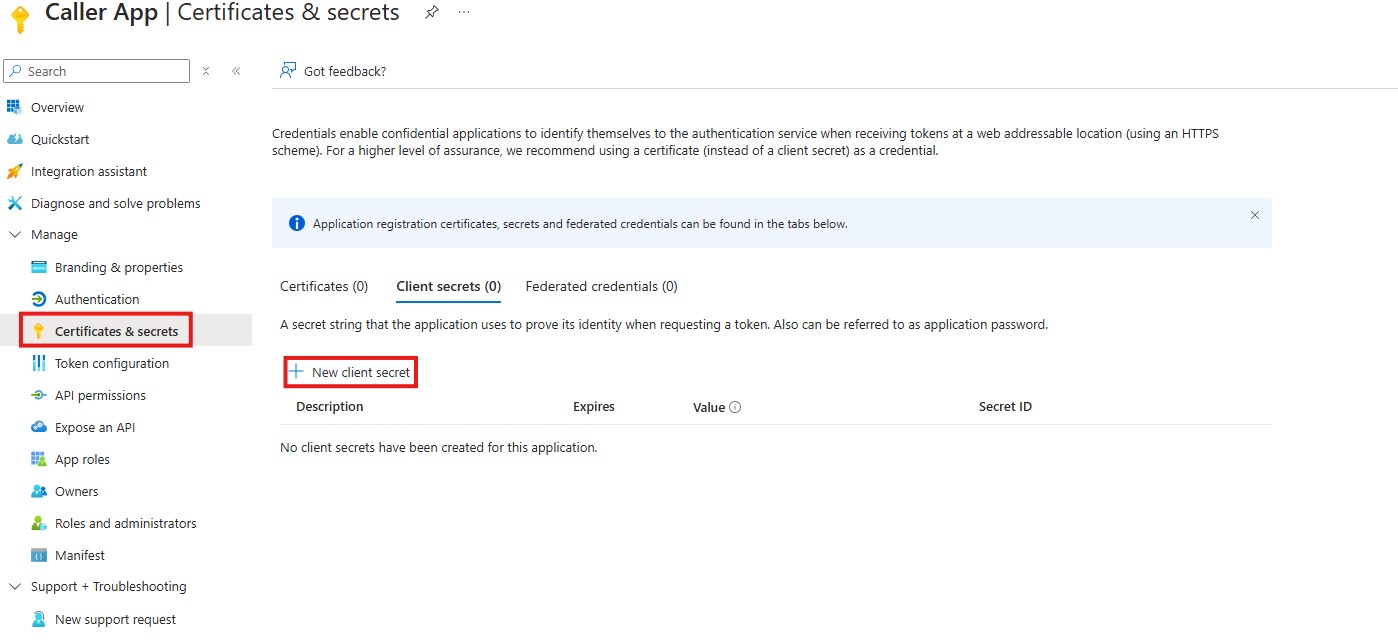 Caller App | Certificates & secrets
Search
Got feedback?
Overview
Quickstart
Integration assistant
Diagnose and solve problems
Manage
Branding & properties
Authentication
Certificates & secrets
Token configuration
API permissions
Expose an API
App roles
Owners
Roles and administrators
Manifest
Support + Troubleshooting
New support request
Credentials enable confidential applications to identify themselves to the authentication service when receiving tokens at a web addressable location (using an HTTPS
scheme). For a higher level of assurance, we recommend using a certificate (instead of a client secret) as a credential.
Application registration certificates, secrets and federated credentials can be found in the tabs below.
Certificates (0) Client secrets (0) Federated credentials (0)
A secret string that the application uses to prove its identity when requesting a token. Also can be referred to as application password.
New client secret
Description Expires Value Secret ID
No client secrets have been created for this application.